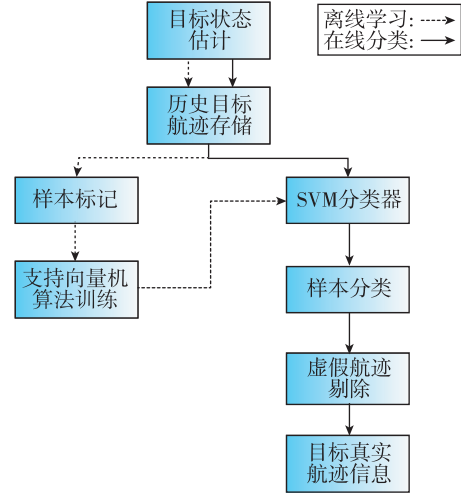 目标状态
估计
离线学习:
在线分类:
历史目标
航迹存储
样本标记
SVM分类器
支持向量机
算法训练
样本分类
虚假航迹
剔除
目标真实
航迹信息